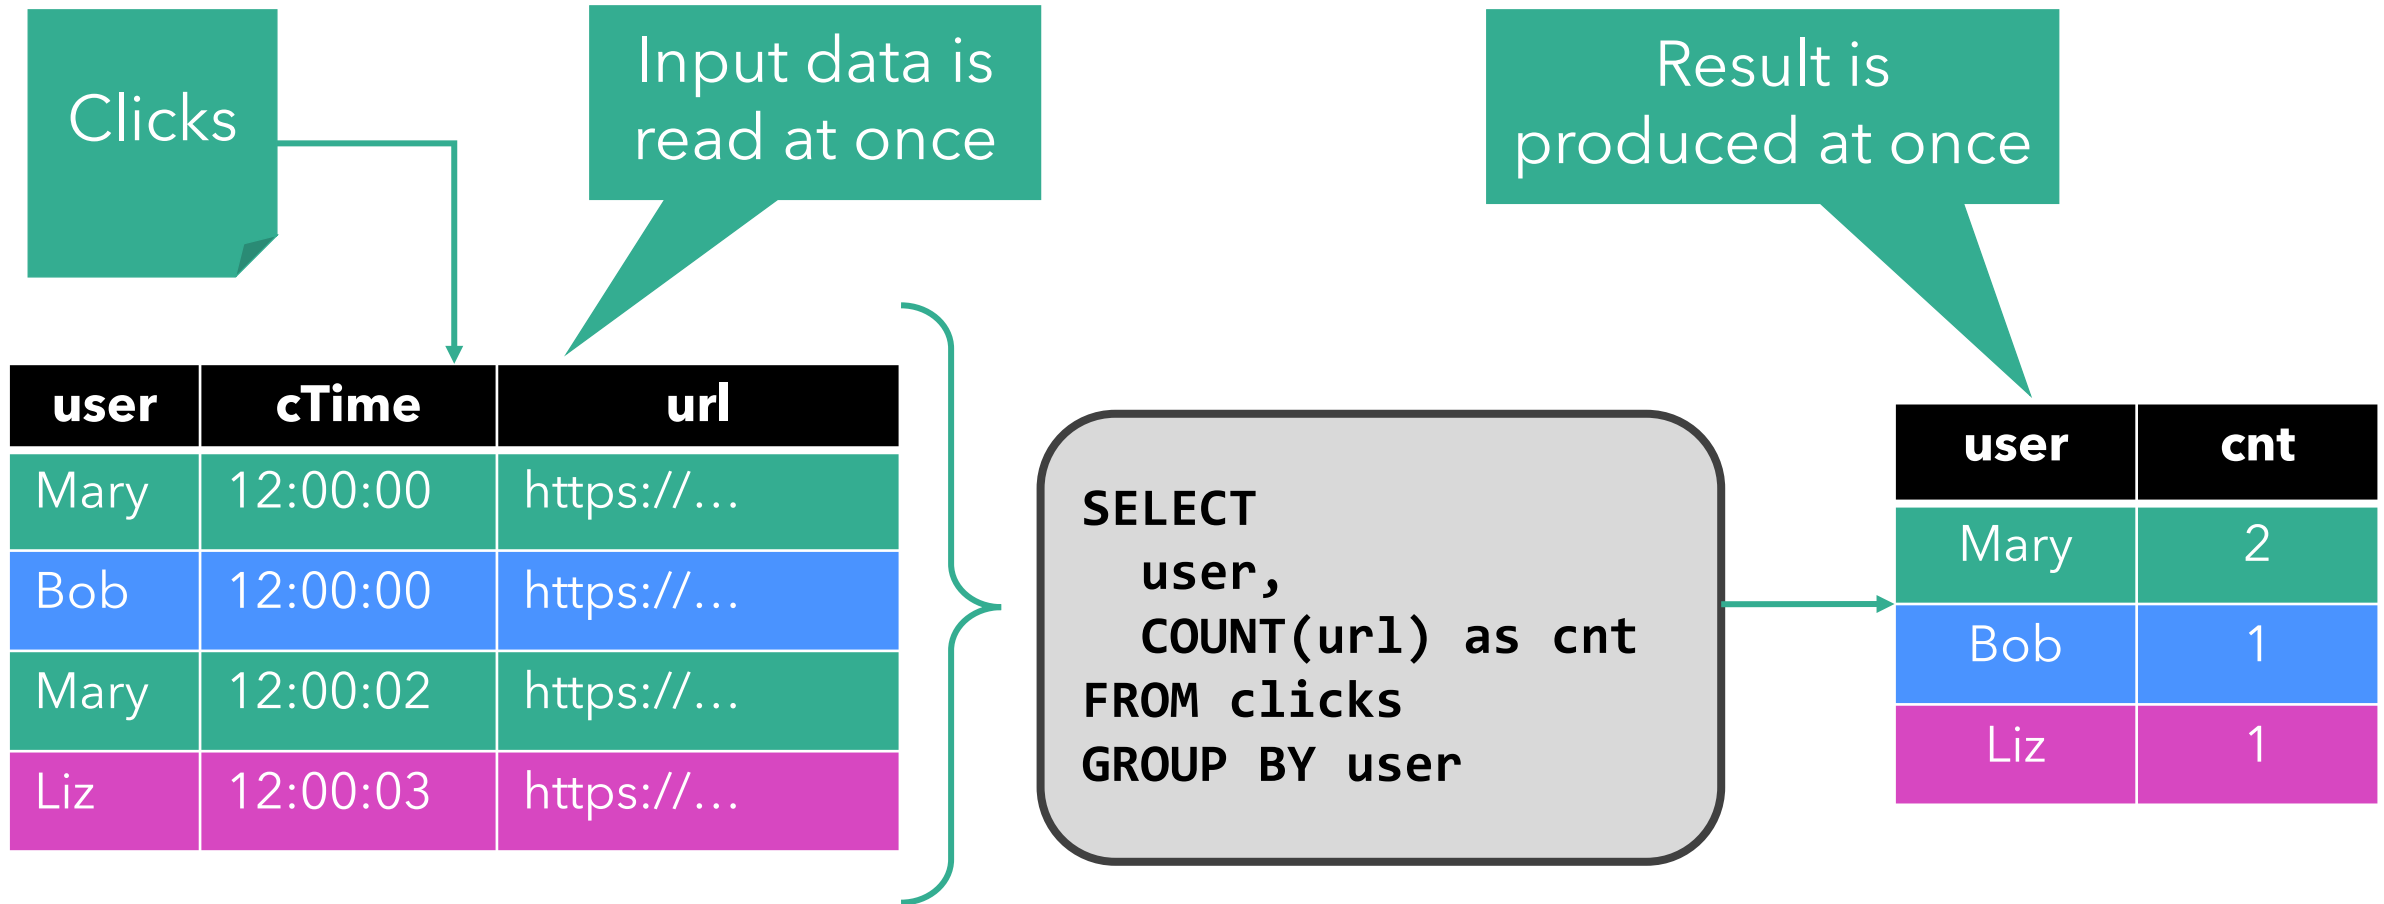 Clicks
Input data is
read at once
Result is
produced at once
user cTime url
Mary 12:00:00 https://...
Bob 12:00:00 https://...
Mary 12:00:02 https://...
Liz 12:00:03 https://...
SELECT
user,
COUNT(url) as cnt
FROM clicks
GROUP BY user
user cnt
Mary 2
Bob 1
Liz 1